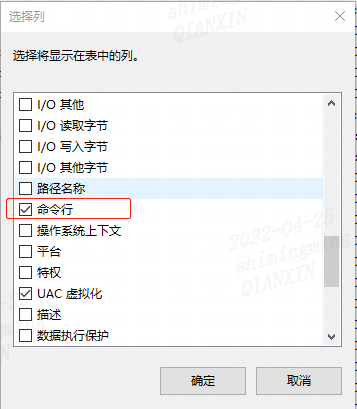 选择列
shimingming
QIANXIN
选择将显示在表中的列。
I/O 其他
I/O 读取字节
I/O 写入字节
I/O 其他字节
路径名称
命令行
操作系统上下文
平台
特权
UAC 虚拟化
描述
数据执行保护
2022-04-25
shimingming
QIANXIN
确定
取消